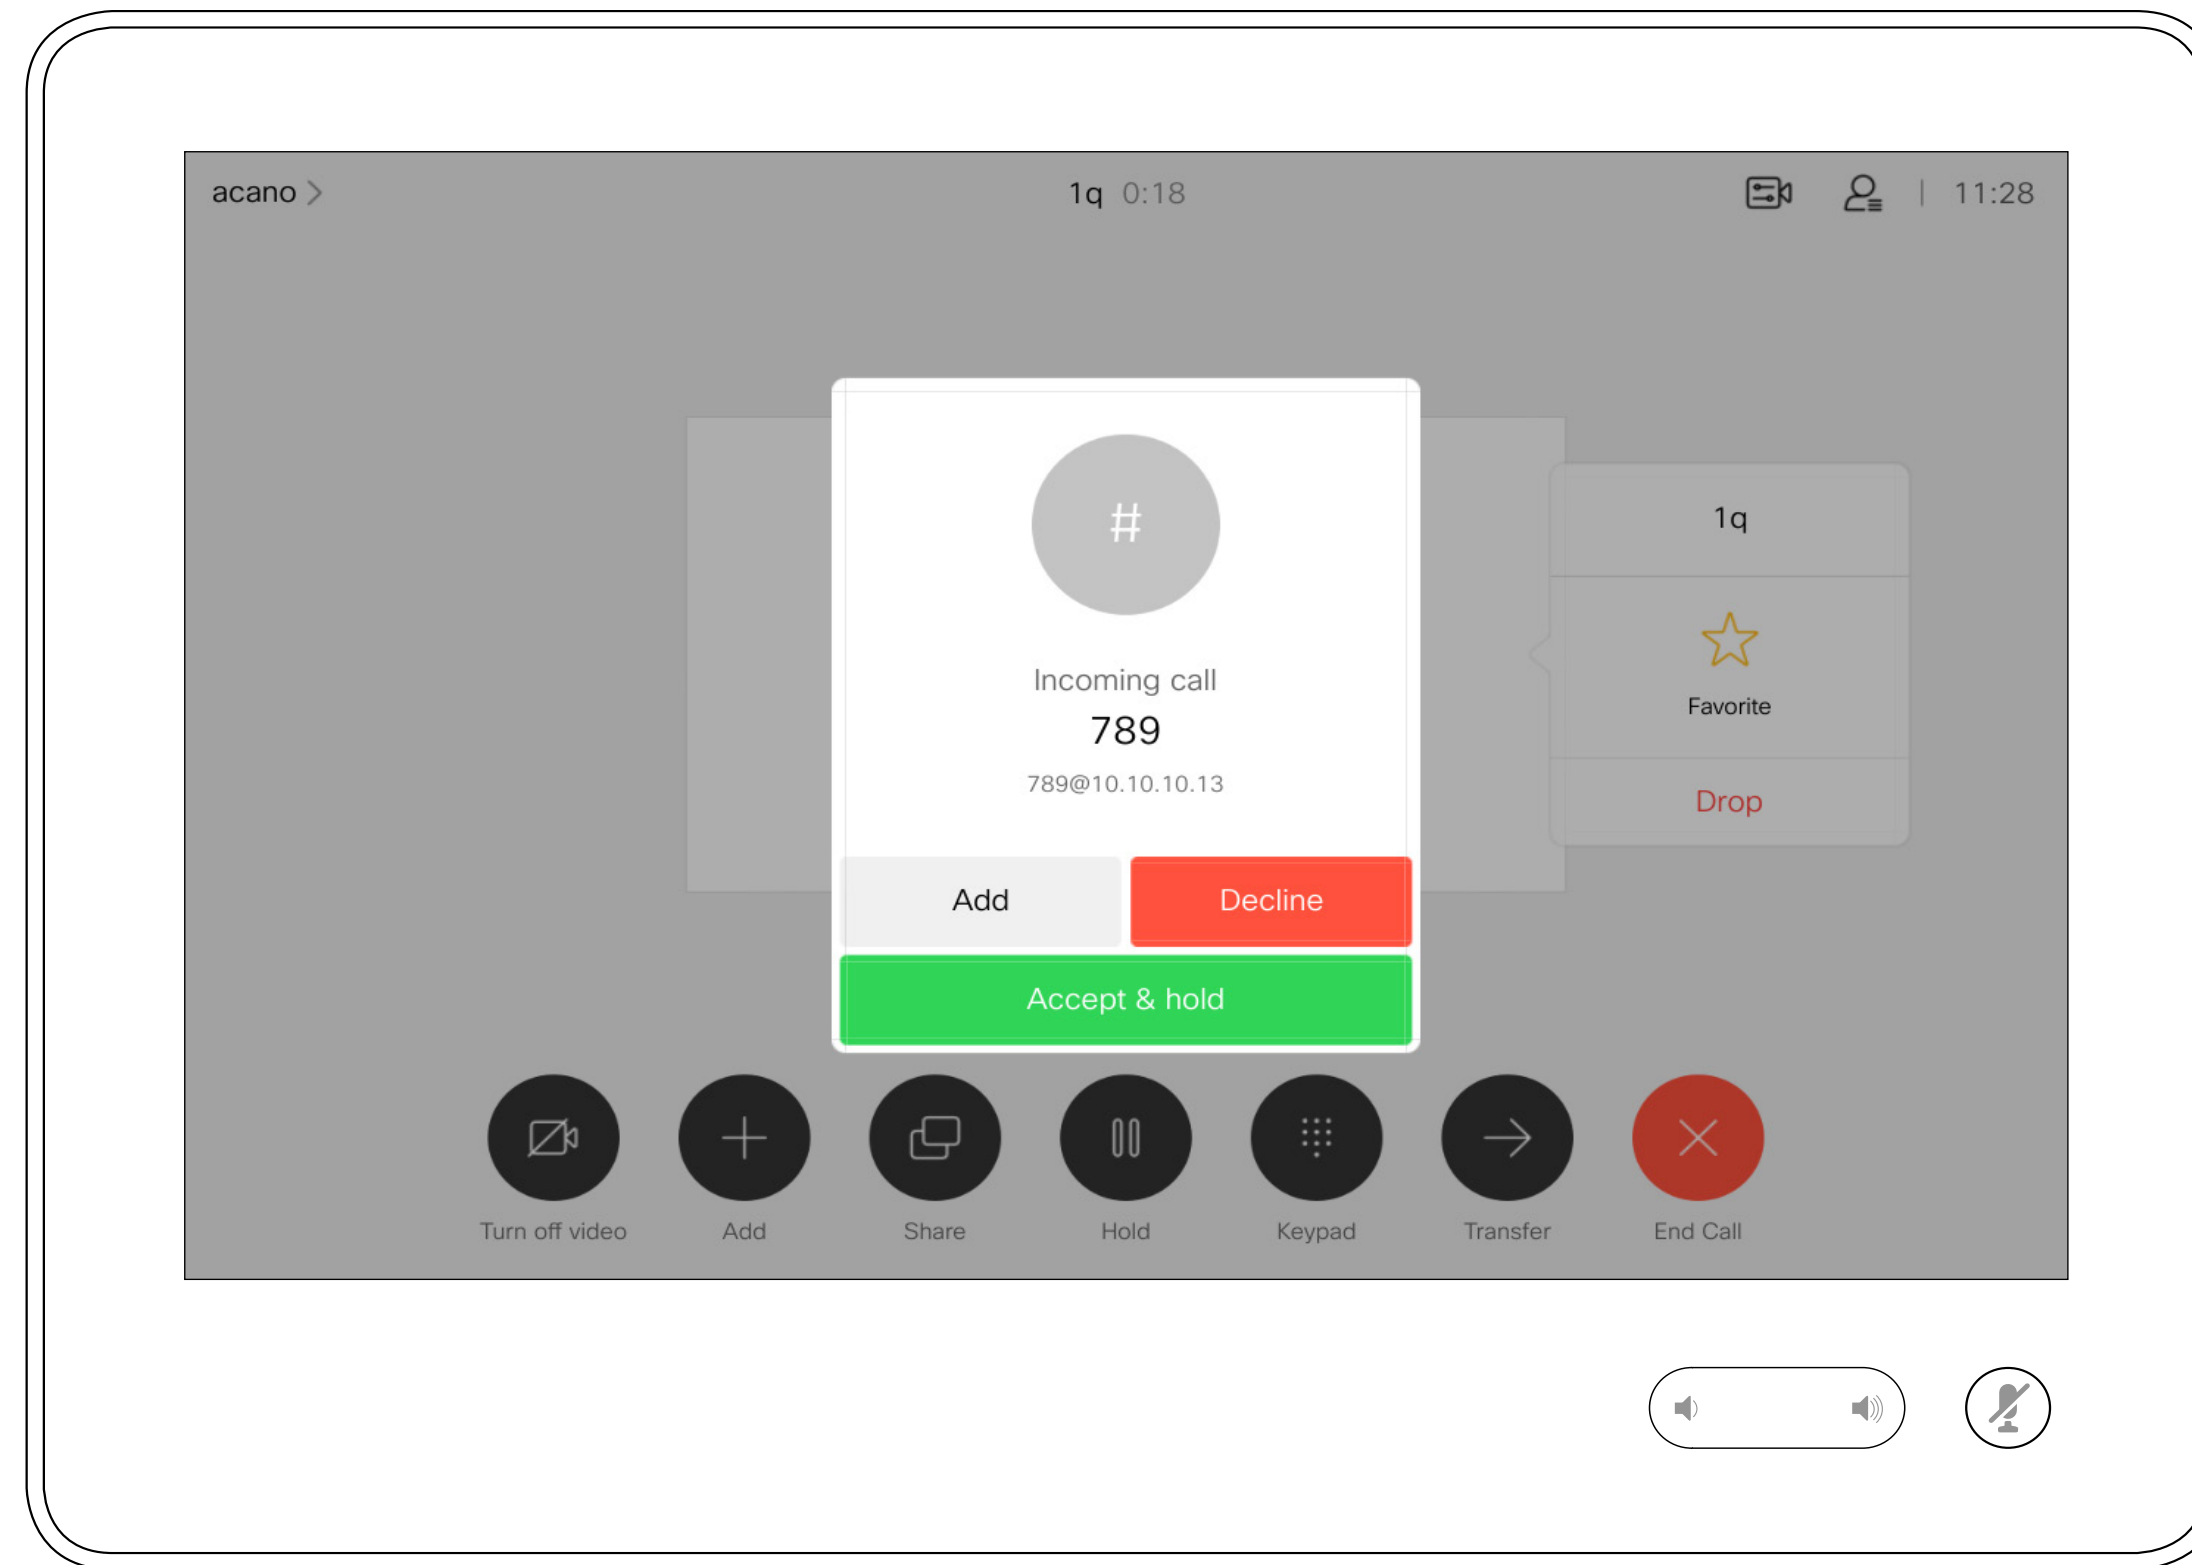 acano
1q 0:18
11:28
#
Incoming call
789
789@10.10.10.13
Add
Decline
Accept & hold
1q
Favorite
Drop
Turn off video
Add
Share
Hold
Keypad
Transfer
End Call